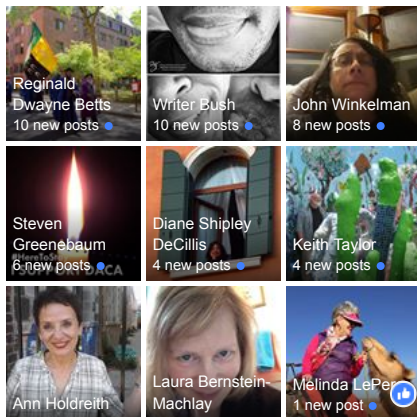 Reginald
Dwayne Betts
10 new posts
Writer Bush
10 new posts
John Winkelman
8 new posts
Steven
Greenebaum
6 new posts
Diane Shipley
DeCillis
4 new posts
Keith Taylor
4 new posts
Ann Holdreith
Laura Bernstein-
Machlay
Melinda LePere
1 new post